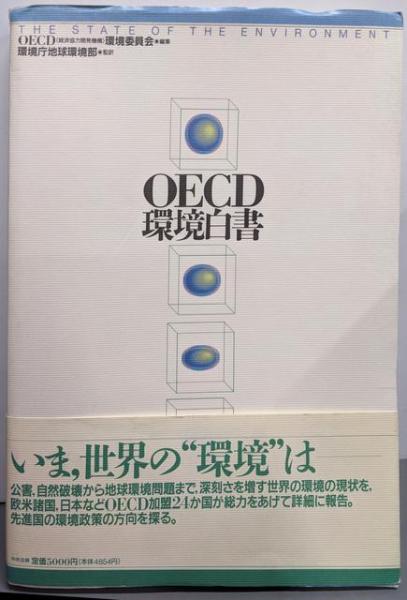 THE STATE OF THE ENVIRONMENT
OECD(経済協力開発機構)環境委員会●編集
環境庁地球環境部●監訳
OECD
環境白書
いま,世界の“環境”は
公害,自然破壊から地球環境問題まで,深刻さを増す世界の環境の現状を,
欧米諸国,日本などOECD加盟24か国が総力をあげて詳細に報告。
先進国の環境政策の方向を探る。
定価5000円(本体4854円)